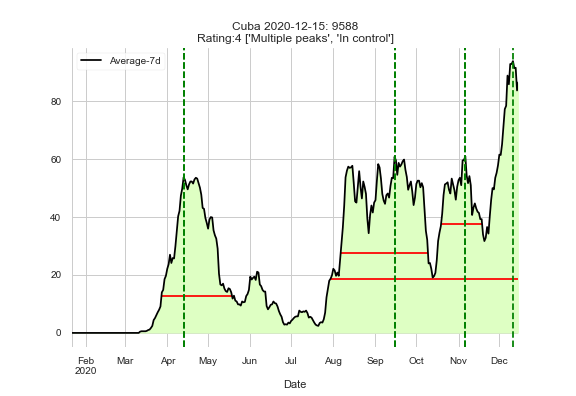 Cuba 2020-12-15: 9588
Rating:4 ['Multiple peaks', 'In control']
Average-7d
80
60
40
20
0
Feb Mar Apr May Jun Jul Aug Sep Oct Nov Dec
2020
Date